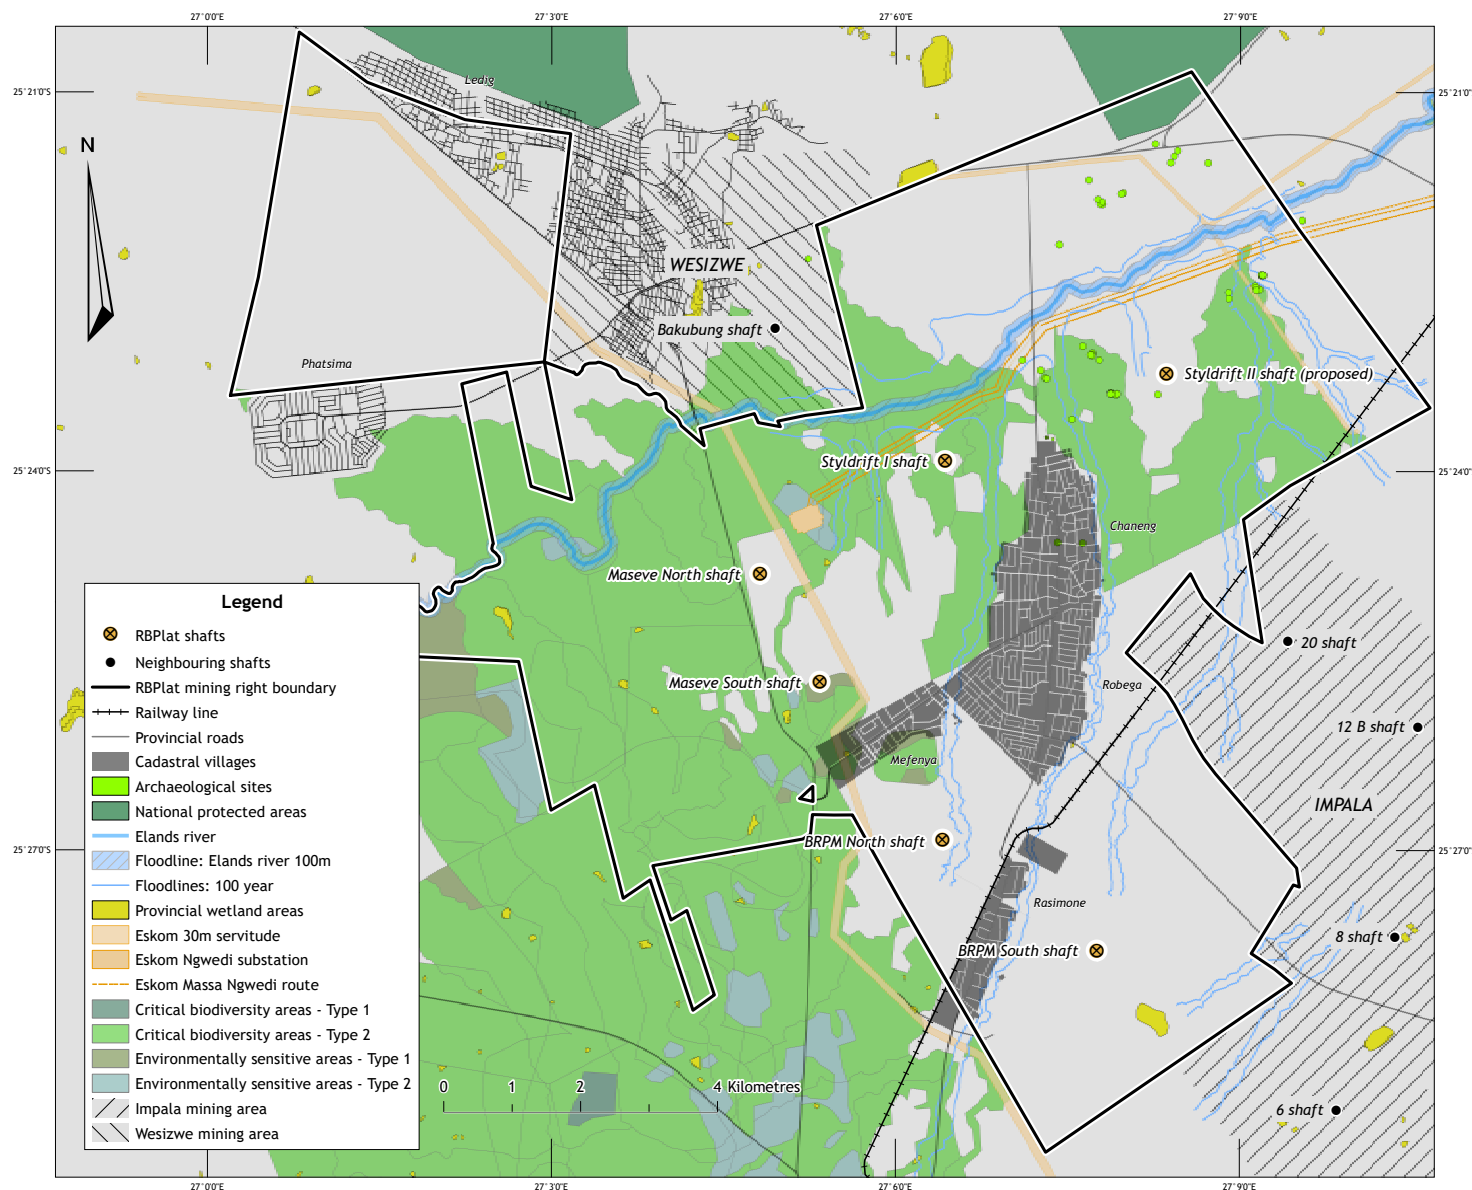 27°0'0"E
27°3'0"E
27°6'0"E
27°9'0"E
25°21'0"S
25°21'0"S
N
Ledig
WESIZWE
Bakubung shaft
Phatsima
Styldrift II shaft (proposed)
Styldrift I shaft
25°24'0"S
25°24'0"S
Chaneng
Maseve North shaft
20 shaft
Maseve South shaft
Robega
12 B shaft
Mefenya
IMPALA
BRPM North shaft
25°27'0"S
25°27'0"S
Rasimone
8 shaft
BRPM South shaft
6 shaft
Legend
RBPlat shafts
Neighbouring shafts
RBPlat mining right boundary
Railway line
Provincial roads
Cadastral villages
Archaeological sites
National protected areas
Elands river
Floodline: Elands river 100m
Floodlines: 100 year
Provincial wetland areas
Eskom 30m servitude
Eskom Ngwedi substation
Eskom Massa Ngwedi route
Critical biodiversity areas - Type 1
Critical biodiversity areas - Type 2
Environmentally sensitive areas - Type 1
Environmentally sensitive areas - Type 2
Impala mining area
Wesizwe mining area
0 1 2 4 Kilometres
27°0'0"E
27°3'0"E
27°6'0"E
27°9'0"E